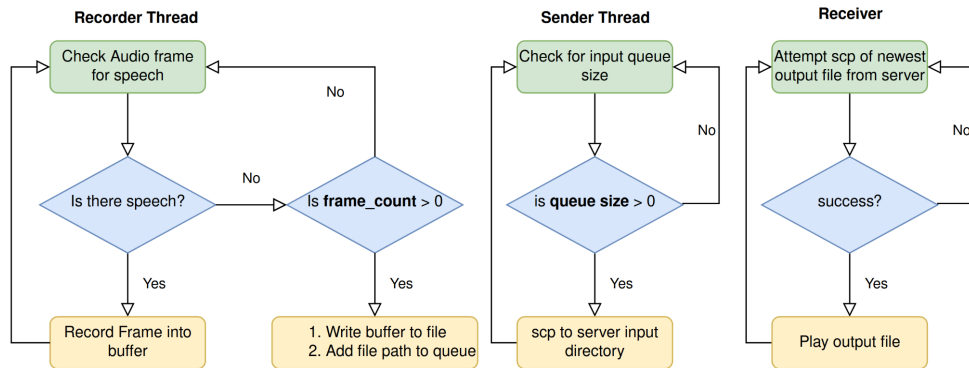 Recorder Thread
Check Audio frame
for speech
No
Is there speech?
No
Is frame_count > 0
Yes
Yes
Record Frame into
buffer
1. Write buffer to file
2. Add file path to queue
Sender Thread
Check for input queue
size
No
is queue size > 0
Yes
scp to server input
directory
Receiver
Attempt scp of newest
output file from server
No
success?
Yes
Play output file